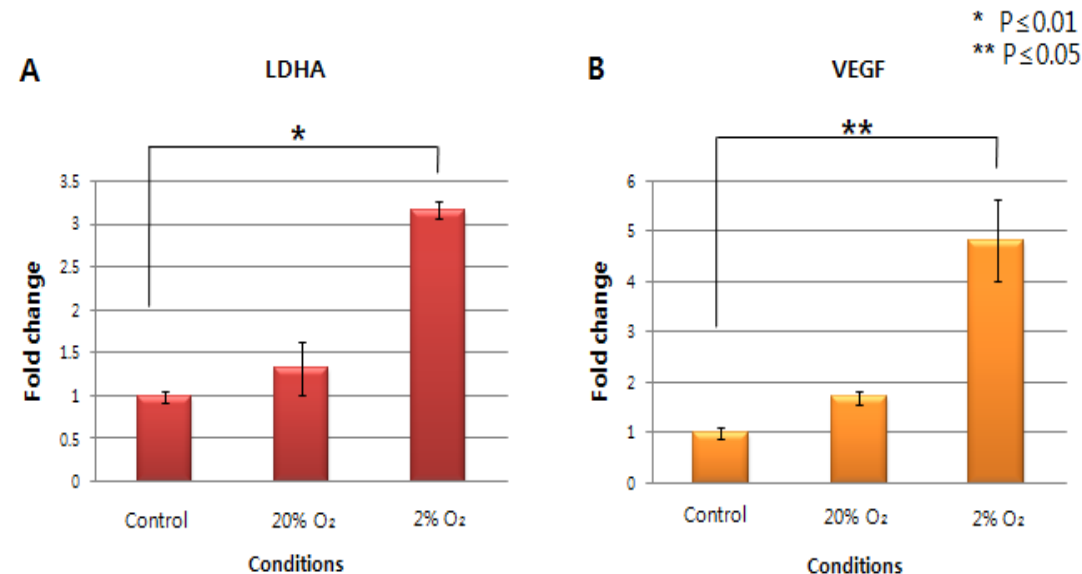 * P≤0.01
** P≤0.05
A LDHA
*
3.5
3
2.5
2
1.5
1
0.5
0
Fold change
Control 20% O₂ 2% O₂
Conditions
B VEGF
**
6
5
4
3
2
1
0
Fold change
Control 20% O₂ 2% O₂
Conditions